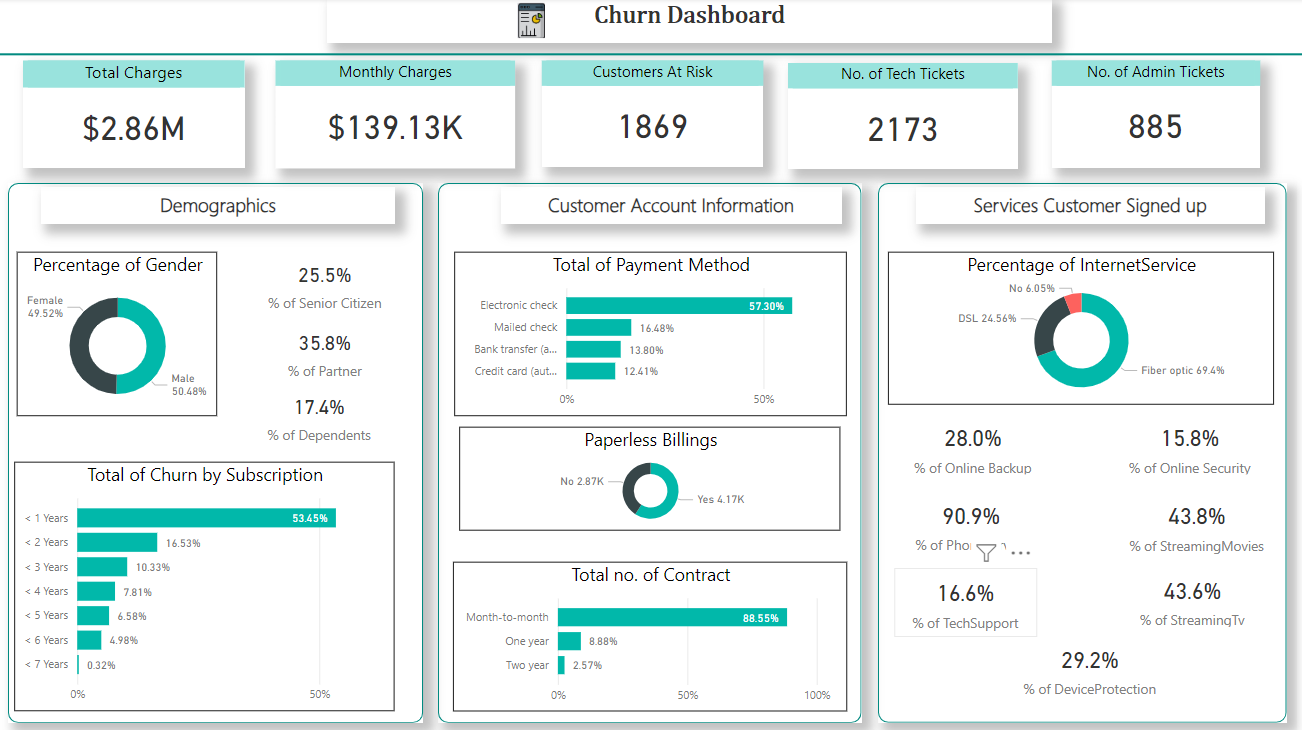 Churn Dashboard
Total Charges
$2.86M
Monthly Charges
$139.13K
Customers At Risk
1869
No. of Tech Tickets
2173
No. of Admin Tickets
885
Demographics
Percentage of Gender
Female
49.52%
Male
50.48%
25.5%
% of Senior Citizen
35.8%
% of Partner
17.4%
% of Dependents
Total of Churn by Subscription
< 1 Years 53.45%
< 2 Years 16.53%
< 3 Years 10.33%
< 4 Years 7.81%
< 5 Years 6.58%
< 6 Years 4.98%
< 7 Years 0.32%
0% 50%
Customer Account Information
Total of Payment Method
Electronic check 57.30%
Mailed check 16.48%
Bank transfer (a... 13.80%
Credit card (aut... 12.41%
0% 50%
Paperless Billings
No 2.87K
Yes 4.17K
Total no. of Contract
Month-to-month 88.55%
One year 8.88%
Two year 2.57%
0% 50% 100%
Services Customer Signed up
Percentage of InternetService
No 6.05%
DSL 24.56%
Fiber optic 69.4%
28.0%
% of Online Backup
15.8%
% of Online Security
90.9%
% of
43.8%
% of StreamingMovies
16.6%
% of TechSupport
43.6%
% of StreamingTv
29.2%
% of DeviceProtection